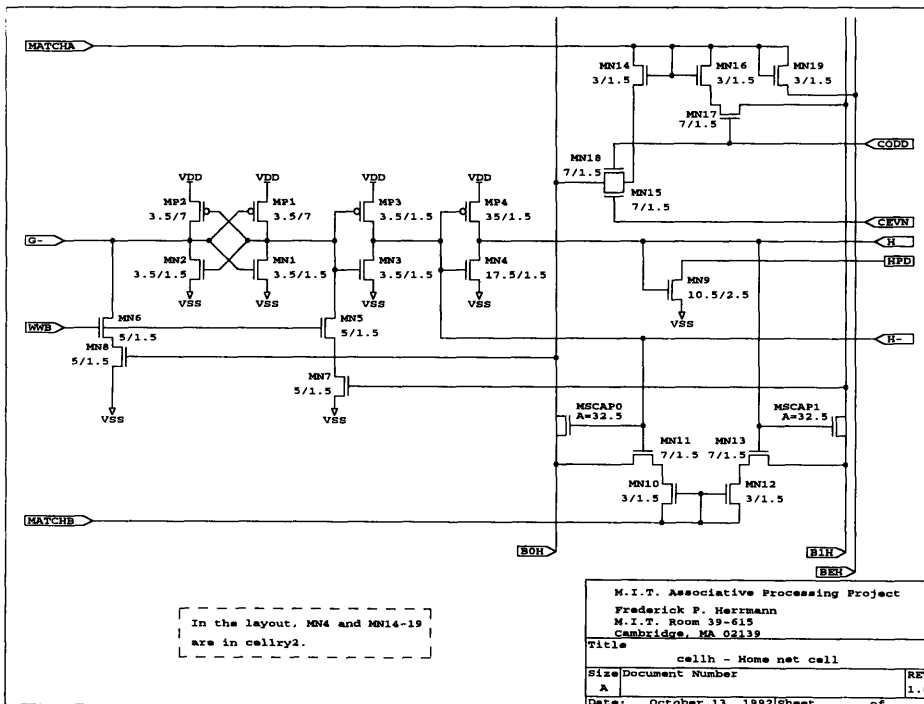 MATCHA
MN14
3/1.5
MN16
3/1.5
MN19
3/1.5
MN17
7/1.5
CODD
MN18
7/1.5
MN15
7/1.5
CEVN
VDD
VDD
VDD
VDD
MP2
3.5/7
MP1
3.5/7
MP3
3.5/1.5
MP4
35/1.5
G-
H
MN2
3.5/1.5
MN1
3.5/1.5
MN3
3.5/1.5
MN4
17.5/1.5
HPD
MN9
10.5/2.5
VSS
VSS
VSS
VSS
VSS
WWB
MN6
5/1.5
MN5
5/1.5
H-
MN8
5/1.5
MN7
5/1.5
VSS
VSS
MSCAP0
A=32.5
MSCAP1
A=32.5
MN11
7/1.5
MN13
7/1.5
MN10
3/1.5
MN12
3/1.5
MATCHB
B0H
B1H
BEH
In the layout, MN4 and MN14-19
are in cellry2.
M.I.T. Associative Processing Project
Frederick P. Herrmann
M.I.T. Room 39-615
Cambridge, MA 02139
Title
cellh - Home net cell
Size Document Number
A
Date: October 13, 1992 Sheet of